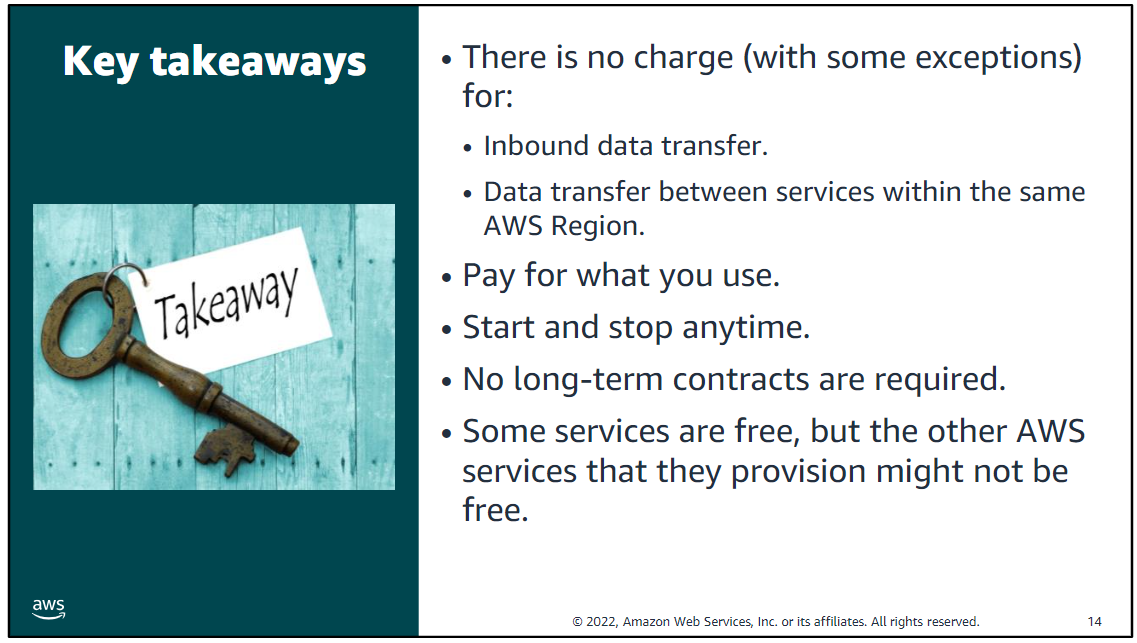 Key takeaways
Takeaway
aws
• There is no charge (with some exceptions)
for:
• Inbound data transfer.
• Data transfer between services within the same
AWS Region.
• Pay for what you use.
• Start and stop anytime.
• No long-term contracts are required.
• Some services are free, but the other AWS
services that they provision might not be
free.
© 2022, Amazon Web Services, Inc. or its affiliates. All rights reserved.
14